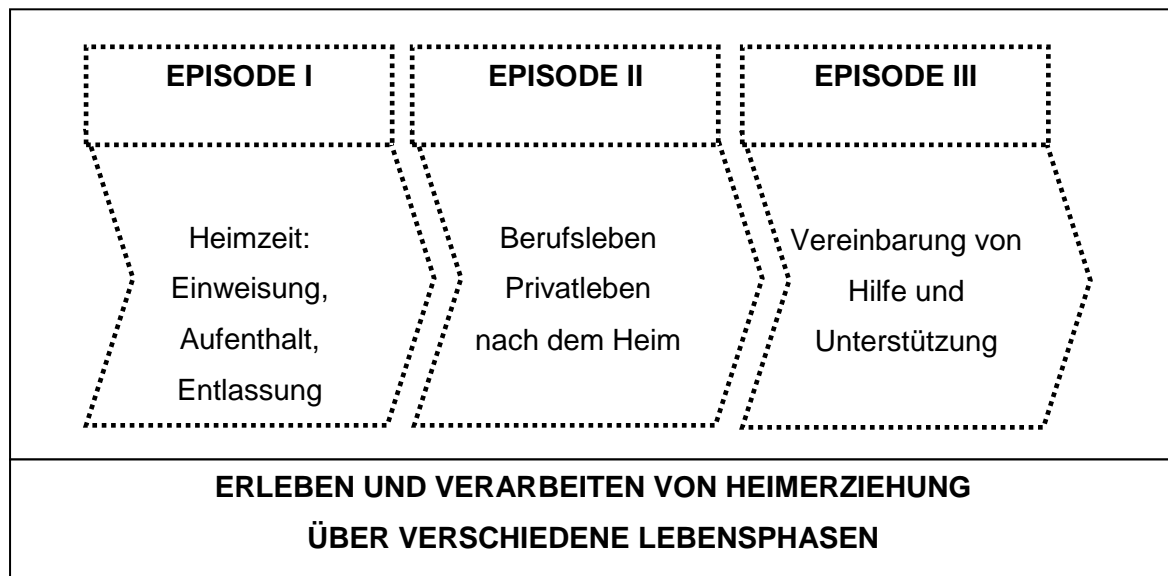 EPISODE I
EPISODE II
EPISODE III
Heimzeit:
Einweisung,
Aufenthalt,
Entlassung
Berufsleben
Privatleben
nach dem Heim
Vereinbarung von
Hilfe und
Unterstützung
ERLEBEN UND VERARBEITEN VON HEIMERZIEHUNG
ÜBER VERSCHIEDENE LEBENSPHASEN